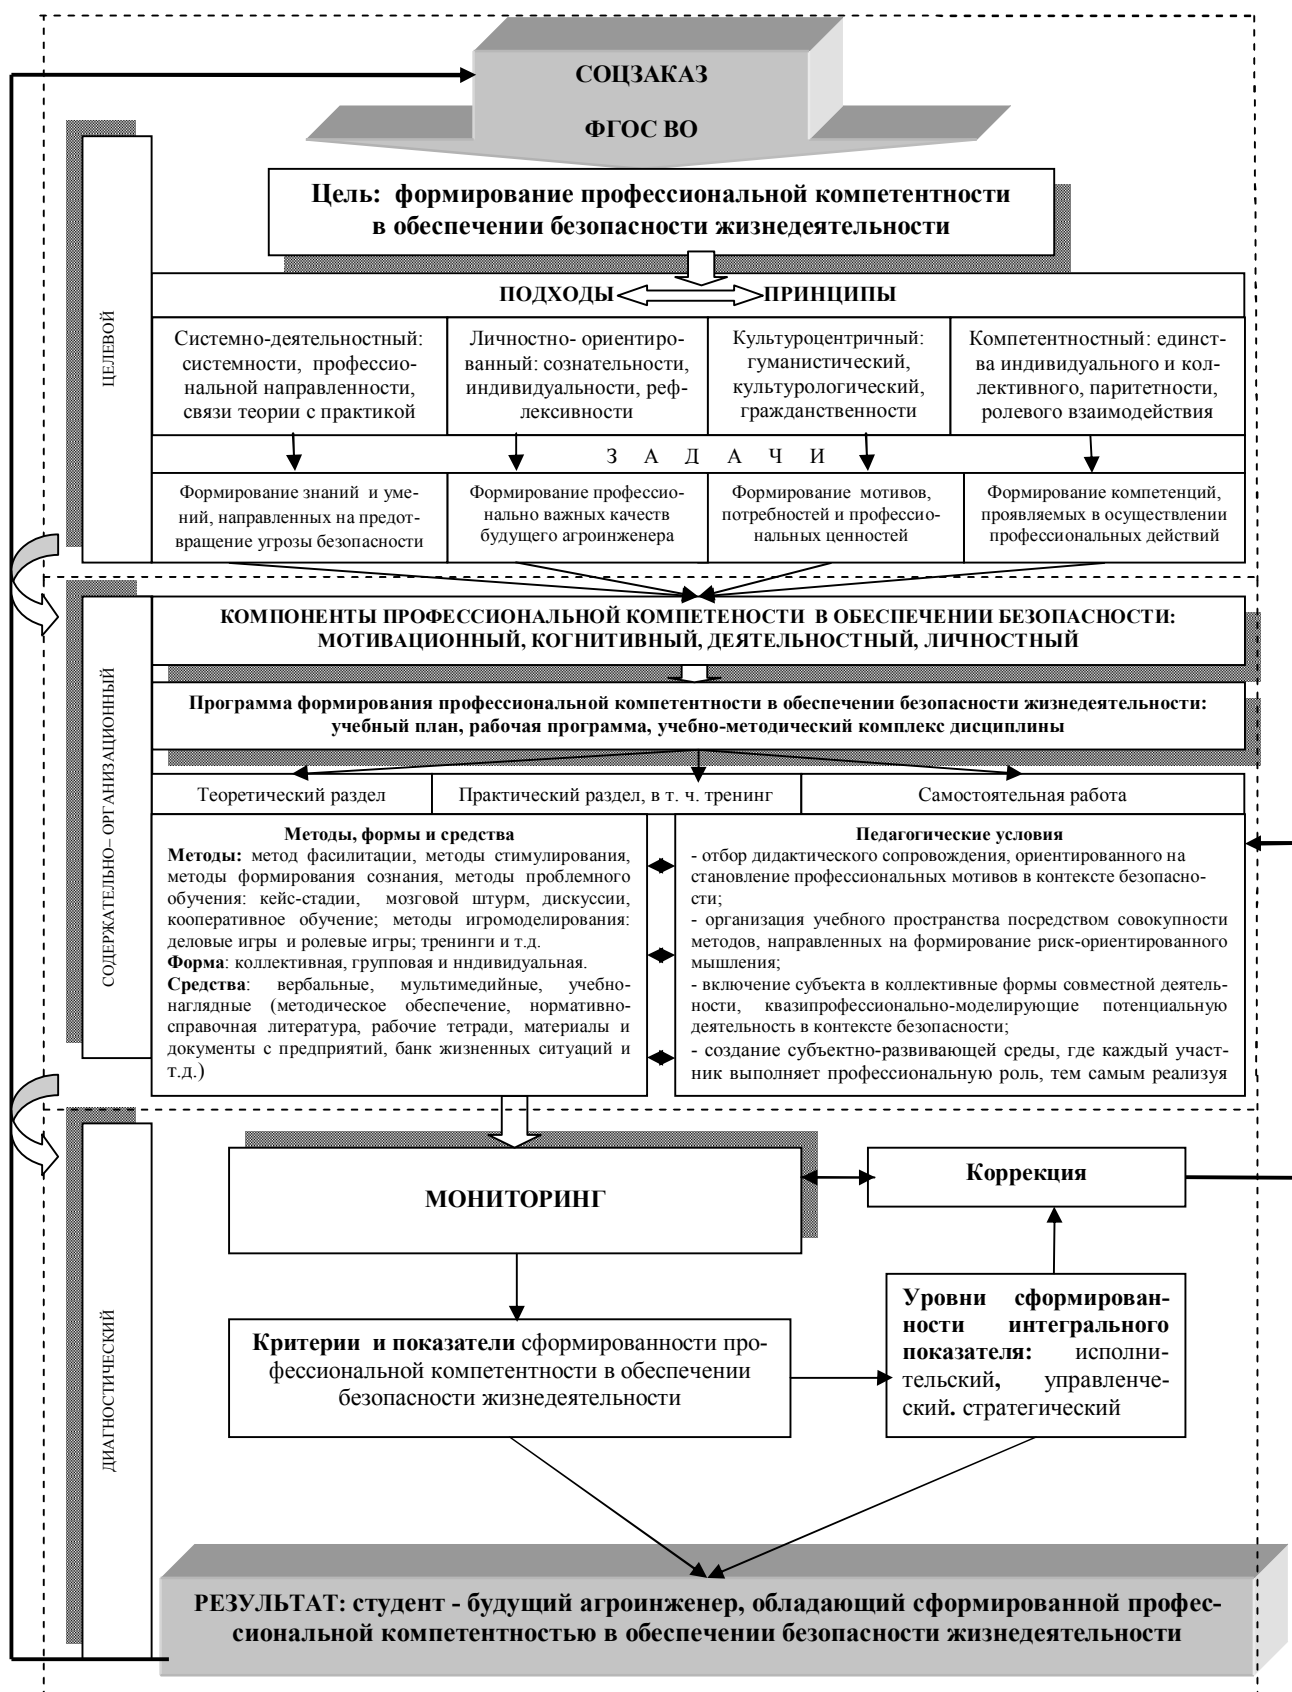 СОЦЗАКАЗ
ФГОС ВО
Цель:  формирование профессиональной компетентности
в обеспечении безопасности жизнедеятельности
ЦЕЛЕВОЙ
ПОДХОДЫ ПРИНЦИПЫ
Системно-деятельностный:
системности, профессио-
нальной направленности,
связи теории с практикой
Личностно- ориентиро-
ванный: сознательности,
индивидуальности, реф-
лексивности
Культуроцентричный:
гуманистический,
культурологический,
гражданственности
Компетентностный: единст-
ва индивидуального и кол-
лективного, паритетности,
ролевого взаимодействия
З А Д А Ч И
Формирование знаний  и уме-
ний, направленных на предот-
вращение угрозы безопасности
Формирование профессио-
нально важных качеств
будущего агроинженера
Формирование  мотивов,
потребностей и профессио-
нальных ценностей
Формирование компетенций,
проявляемых в осуществлении
профессиональных действий
СОДЕРЖАТЕЛЬНО– ОРГАНИЗАЦИОННЫЙ
КОМПОНЕНТЫ ПРОФЕССИОНАЛЬНОЙ КОМПЕТЕНОСТИ  В ОБЕСПЕЧЕНИИ БЕЗОПАСНОСТИ:
МОТИВАЦИОННЫЙ, КОГНИТИВНЫЙ, ДЕЯТЕЛЬНОСТНЫЙ, ЛИЧНОСТНЫЙ
Программа формирования профессиональной компетентности в обеспечении безопасности жизнедеятельности:
учебный план, рабочая программа, учебно-методический комплекс дисциплины
Теоретический раздел
Практический раздел, в т. ч. тренинг
Самостоятельная работа
Методы, формы и средства
Методы: метод фасилитации, методы стимулирования,
методы формирования сознания, методы проблемного
обучения: кейс-стадии, мозговой штурм, дискуссии,
кооперативное обучение; методы игромоделирования:
деловые игры  и ролевые игры; тренинги и т.д.
Форма: коллективная, групповая и нндивидуальная.
Средства: вербальные, мультимедийные, учебно-
наглядные (методическое обеспечение, нормативно-
справочная литература, рабочие тетради, материалы и
документы с предприятий, банк жизненных ситуаций и
т.д.)
Педагогические условия
- отбор дидактического сопровождения, ориентированного на
становление профессиональных мотивов в контексте безопасно-
сти;
- организация учебного пространства посредством совокупности
методов, направленных на формирование риск-ориентированного
мышления;
- включение субъекта в коллективные формы совместной деятель-
ности, квазипрофессионально-моделирующие потенциальную
деятельность в контексте безопасности;
- создание субъектно-развивающей среды, где каждый участ-
ник выполняет профессиональную роль, тем самым реализуя
ДИАГНОСТИЧЕСКИЙ
МОНИТОРИНГ
Коррекция
Критерии  и показатели сформированности про-
фессиональной компетентности в обеспечении
безопасности жизнедеятельности
Уровни сформирован-
ности интегрального
показателя: исполни-
тельский, управленче-
ский. стратегический
РЕЗУЛЬТАТ: студент - будущий агроинженер, обладающий сформированной профес-
сиональной компетентностью в обеспечении безопасности жизнедеятельности